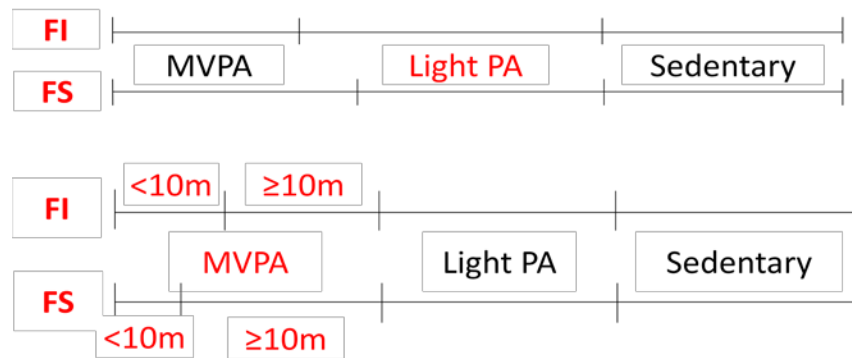 FI
MVPA Light PA Sedentary
FS
<10m ≥10m
FI
MVPA Light PA Sedentary
FS
<10m ≥10m